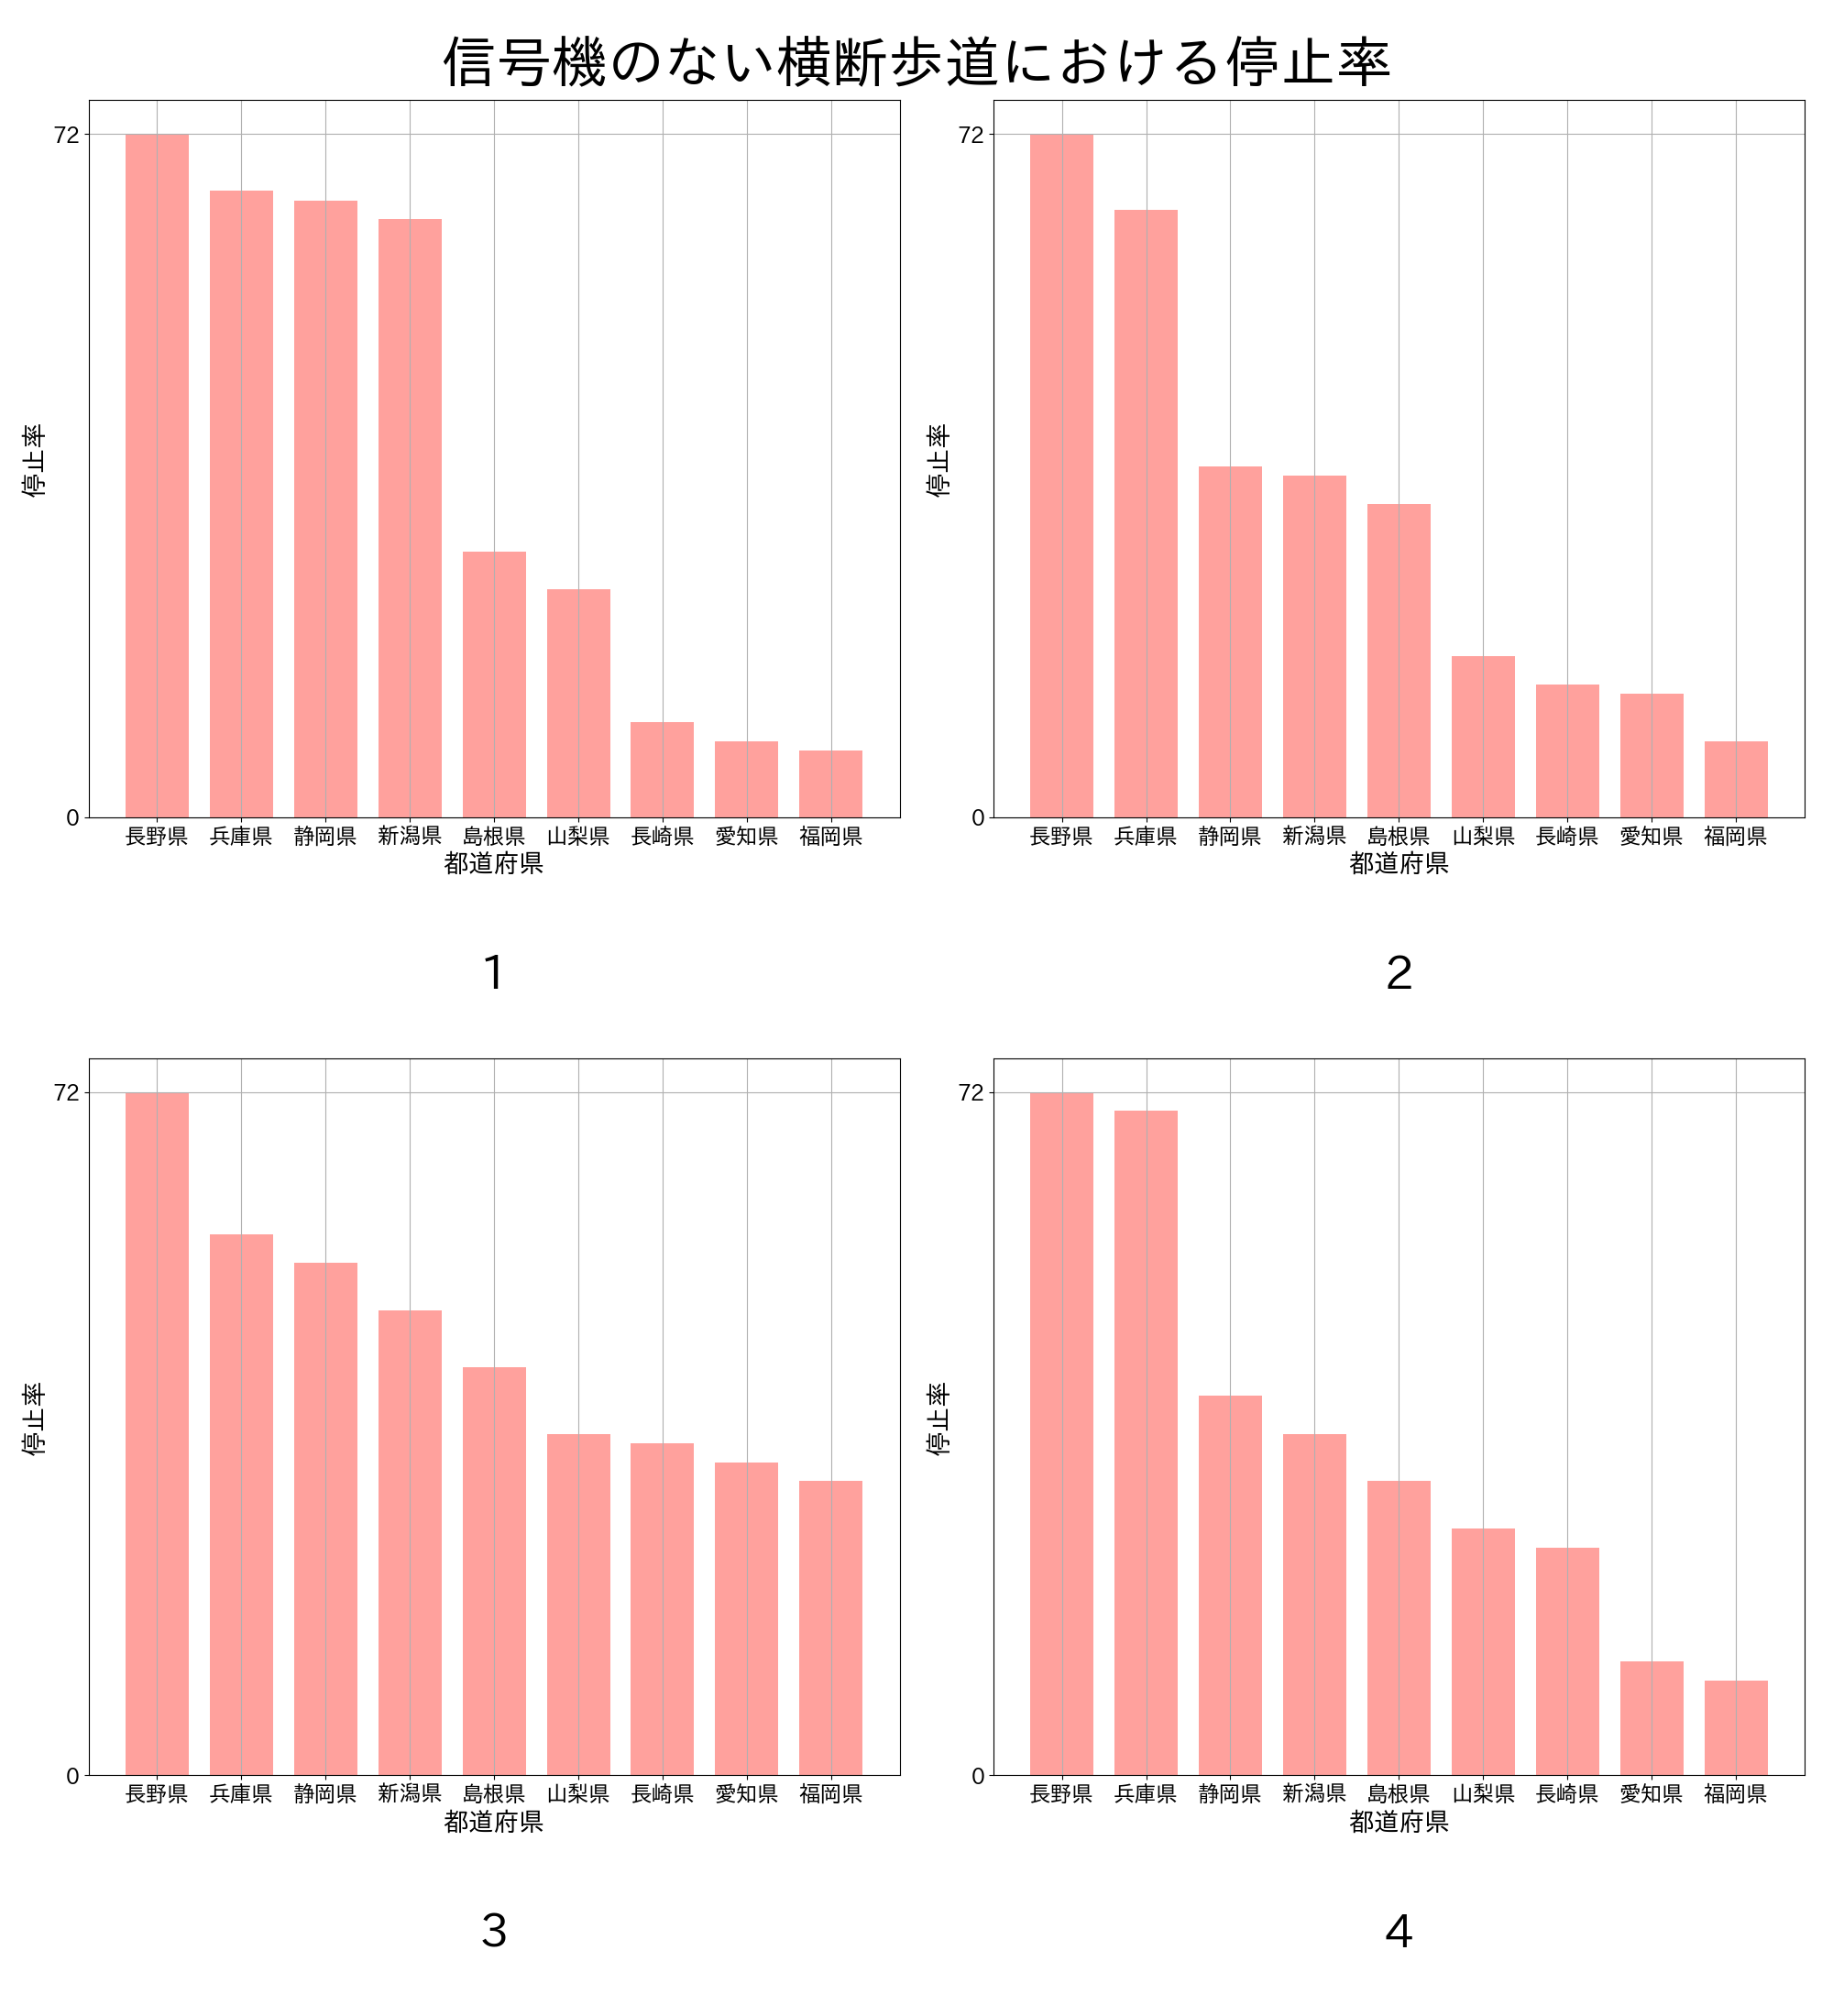 信号機のない横断歩道における停止率
72
0
停止率
長野県 兵庫県 静岡県 新潟県 島根県 山梨県 長崎県 愛知県 福岡県
都道府県
1
72
0
停止率
長野県 兵庫県 静岡県 新潟県 島根県 山梨県 長崎県 愛知県 福岡県
都道府県
2
72
0
停止率
長野県 兵庫県 静岡県 新潟県 島根県 山梨県 長崎県 愛知県 福岡県
都道府県
3
72
0
停止率
長野県 兵庫県 静岡県 新潟県 島根県 山梨県 長崎県 愛知県 福岡県
都道府県
4